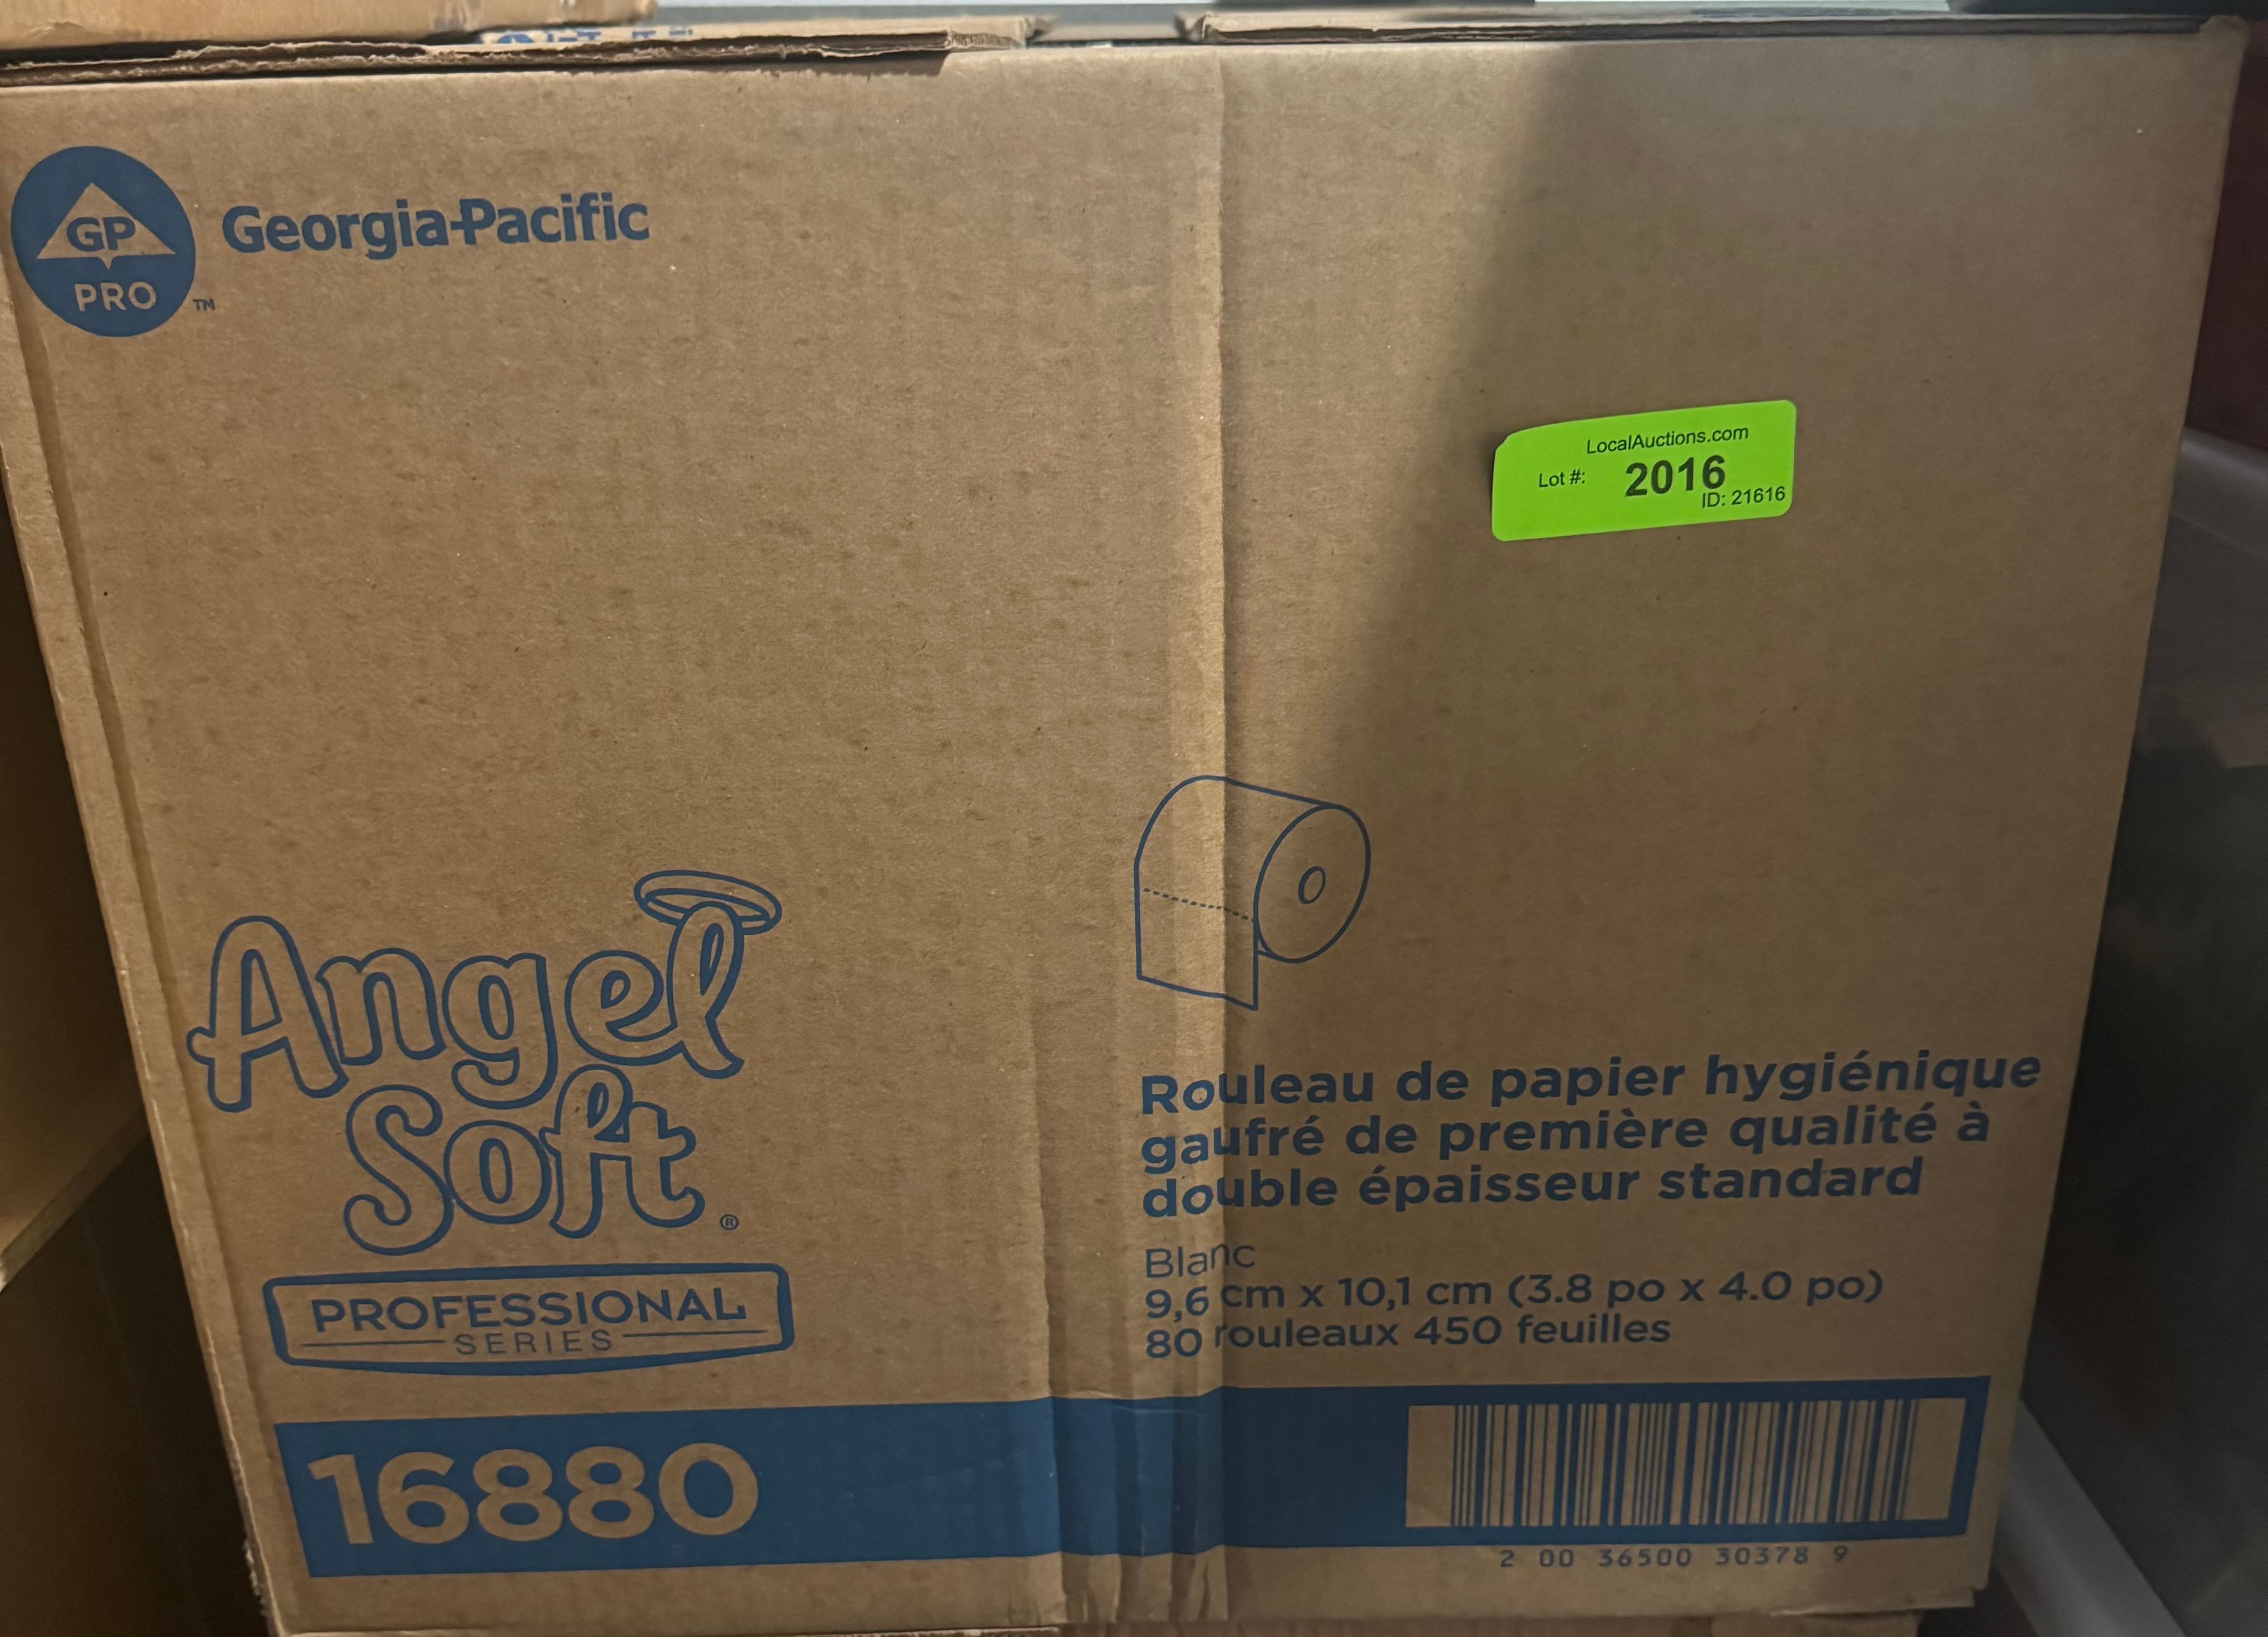 GP
PRO
™
Georgia-Pacific
LocalAuctions.com
Lot #: 2016
ID: 21616
Angel
Soft
®
PROFESSIONAL
SERIES
Rouleau de papier hygiénique
gaufré de première qualité à
double épaisseur standard
Blanc
9,6 cm x 10,1 cm (3.8 po x 4.0 po)
80 rouleaux 450 feuilles
16880
2 00 36500 30378 9